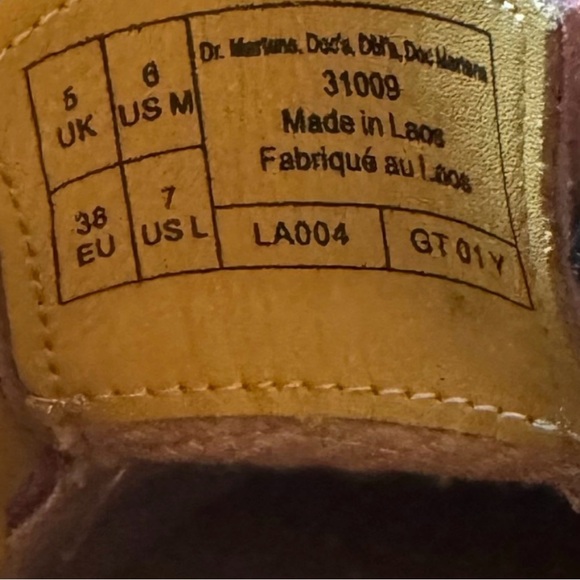 5
UK
6
US M
38
EU
7
US L
Dr. Martens, Doc's, DM's, Doc Martens
31009
Made in Laos
Fabriqué au Laos
LA004
GT 01 Y